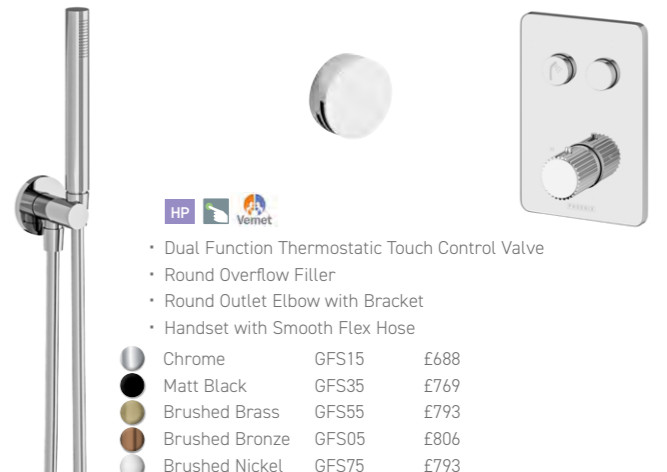 HP
Vernet
• Dual Function Thermostatic Touch Control Valve
• Round Overflow Filler
• Round Outlet Elbow with Bracket
• Handset with Smooth Flex Hose
Chrome GFS15 £688
Matt Black GFS35 £769
Brushed Brass GFS55 £793
Brushed Bronze GFS05 £806
Brushed Nickel GFS75 £793